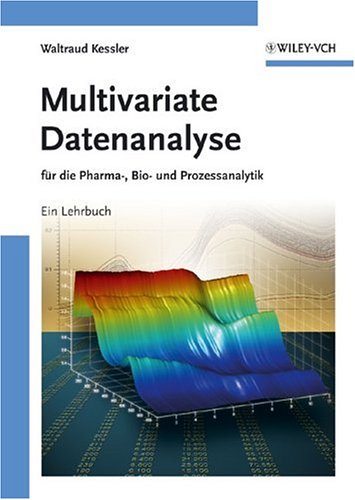 Waltraud Kessler
WILEY-VCH
Multivariate
Datenanalyse
für die Pharma-, Bio- und Prozessanalytik
Ein Lehrbuch